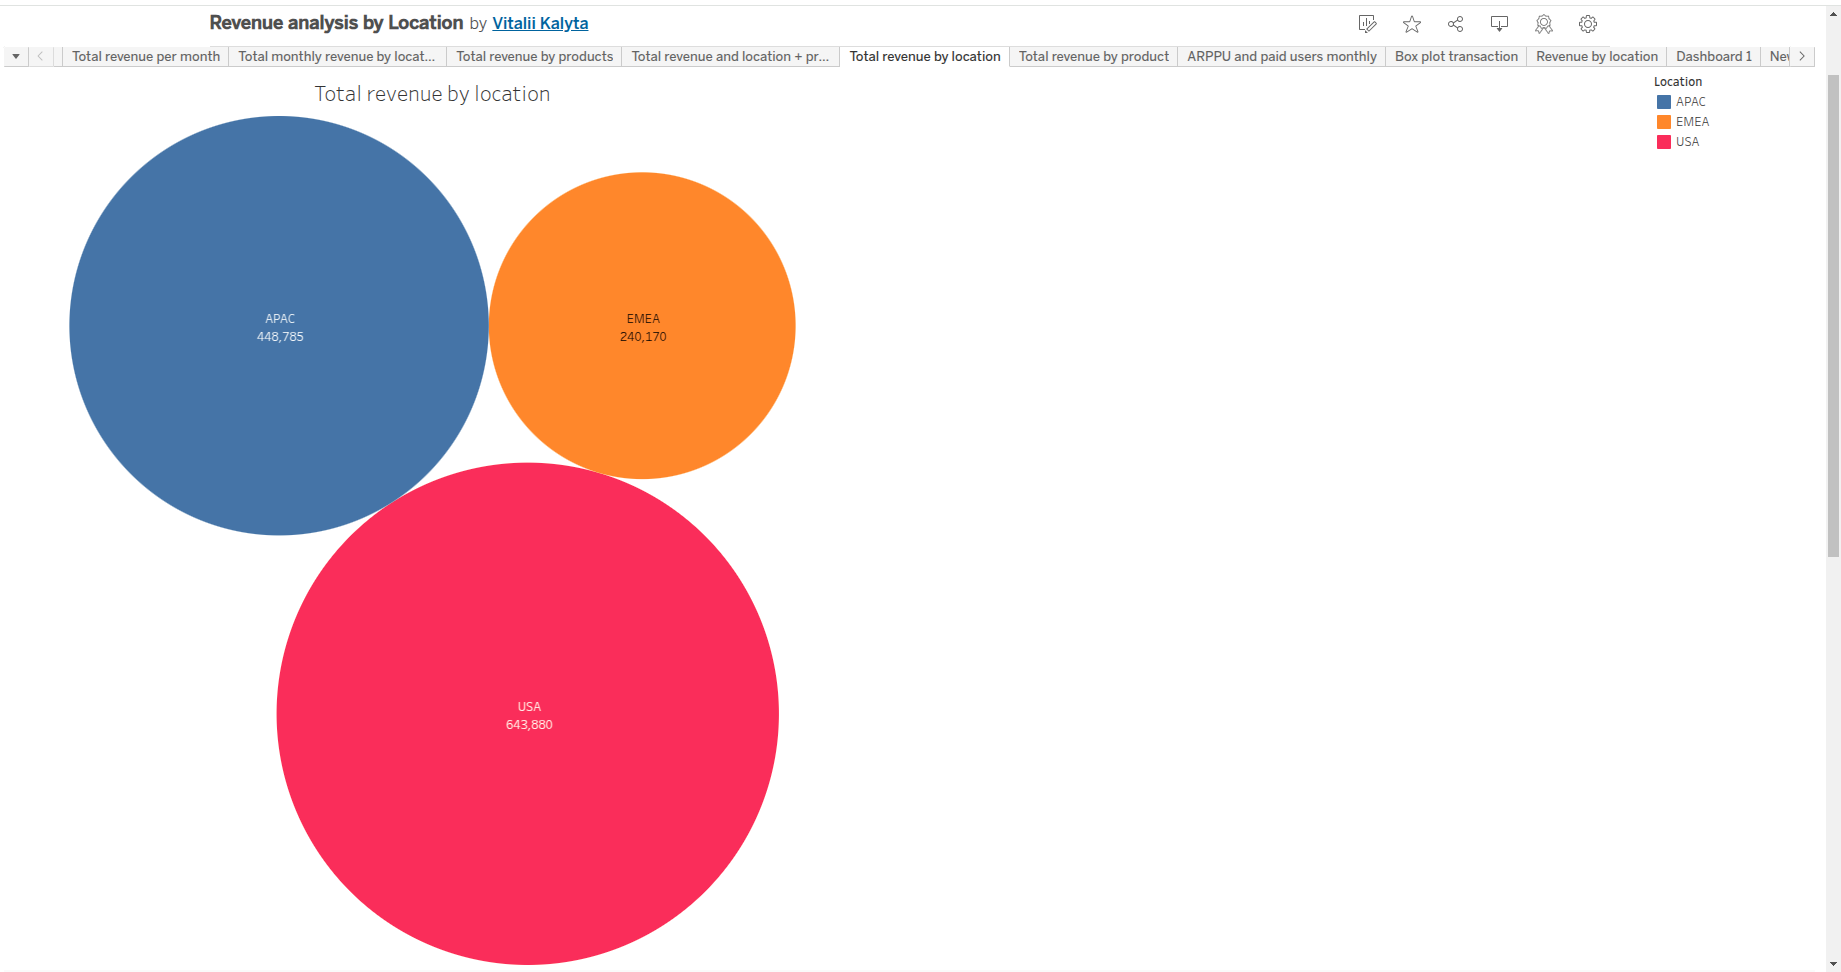 Revenue analysis by Location by Vitalii Kalyta
Total revenue per month Total monthly revenue by locat... Total revenue by products Total revenue and location + pr... Total revenue by location Total revenue by product ARPPU and paid users monthly Box plot transaction Revenue by location Dashboard 1
Total revenue by location
Location
APAC
EMEA
USA
APAC
448,785
EMEA
240,170
USA
643,880